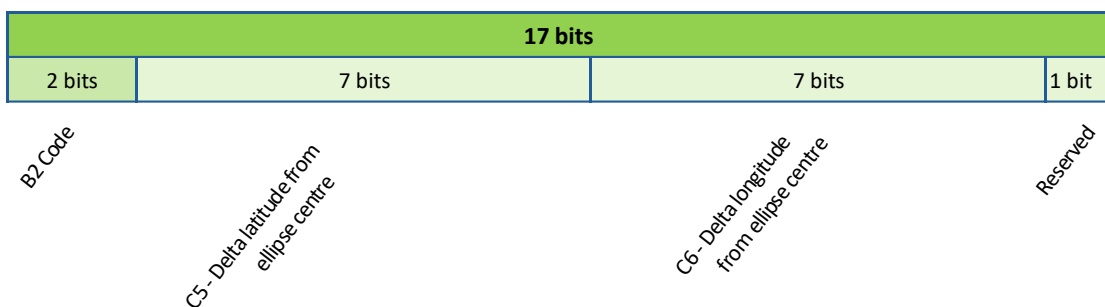 17 bits
2 bits
7 bits
7 bits
1 bit
B2 Code
C5 - Delta latitude from
ellipse centre
C6 - Delta longitude
from ellipse centre
Reserved